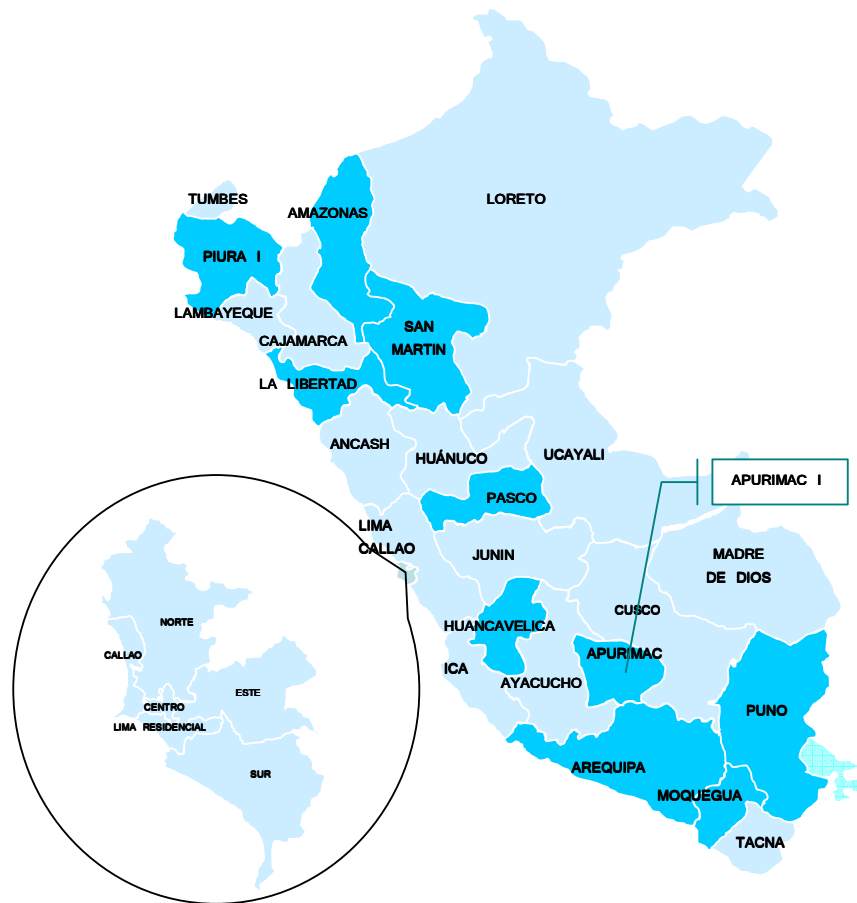 TUMBES
AMAZONAS
LORETO
PIURA I
LAMBAYEQUE
SAN
MARTIN
CAJAMARCA
LA LIBERTAD
ANCASH
HUÁNUCO
UCAYALI
APURIMAC I
PASCO
LIMA
CALLAO
JUNIN
MADRE
DE DIOS
CUSCO
HUANCAVELICA
APURIMAC
ICA
AYACUCHO
PUNO
AREQUIPA
MOQUEGUA
TACNA
NORTE
CALLAO
ESTE
CENTRO
LIMA RESIDENCIAL
SUR